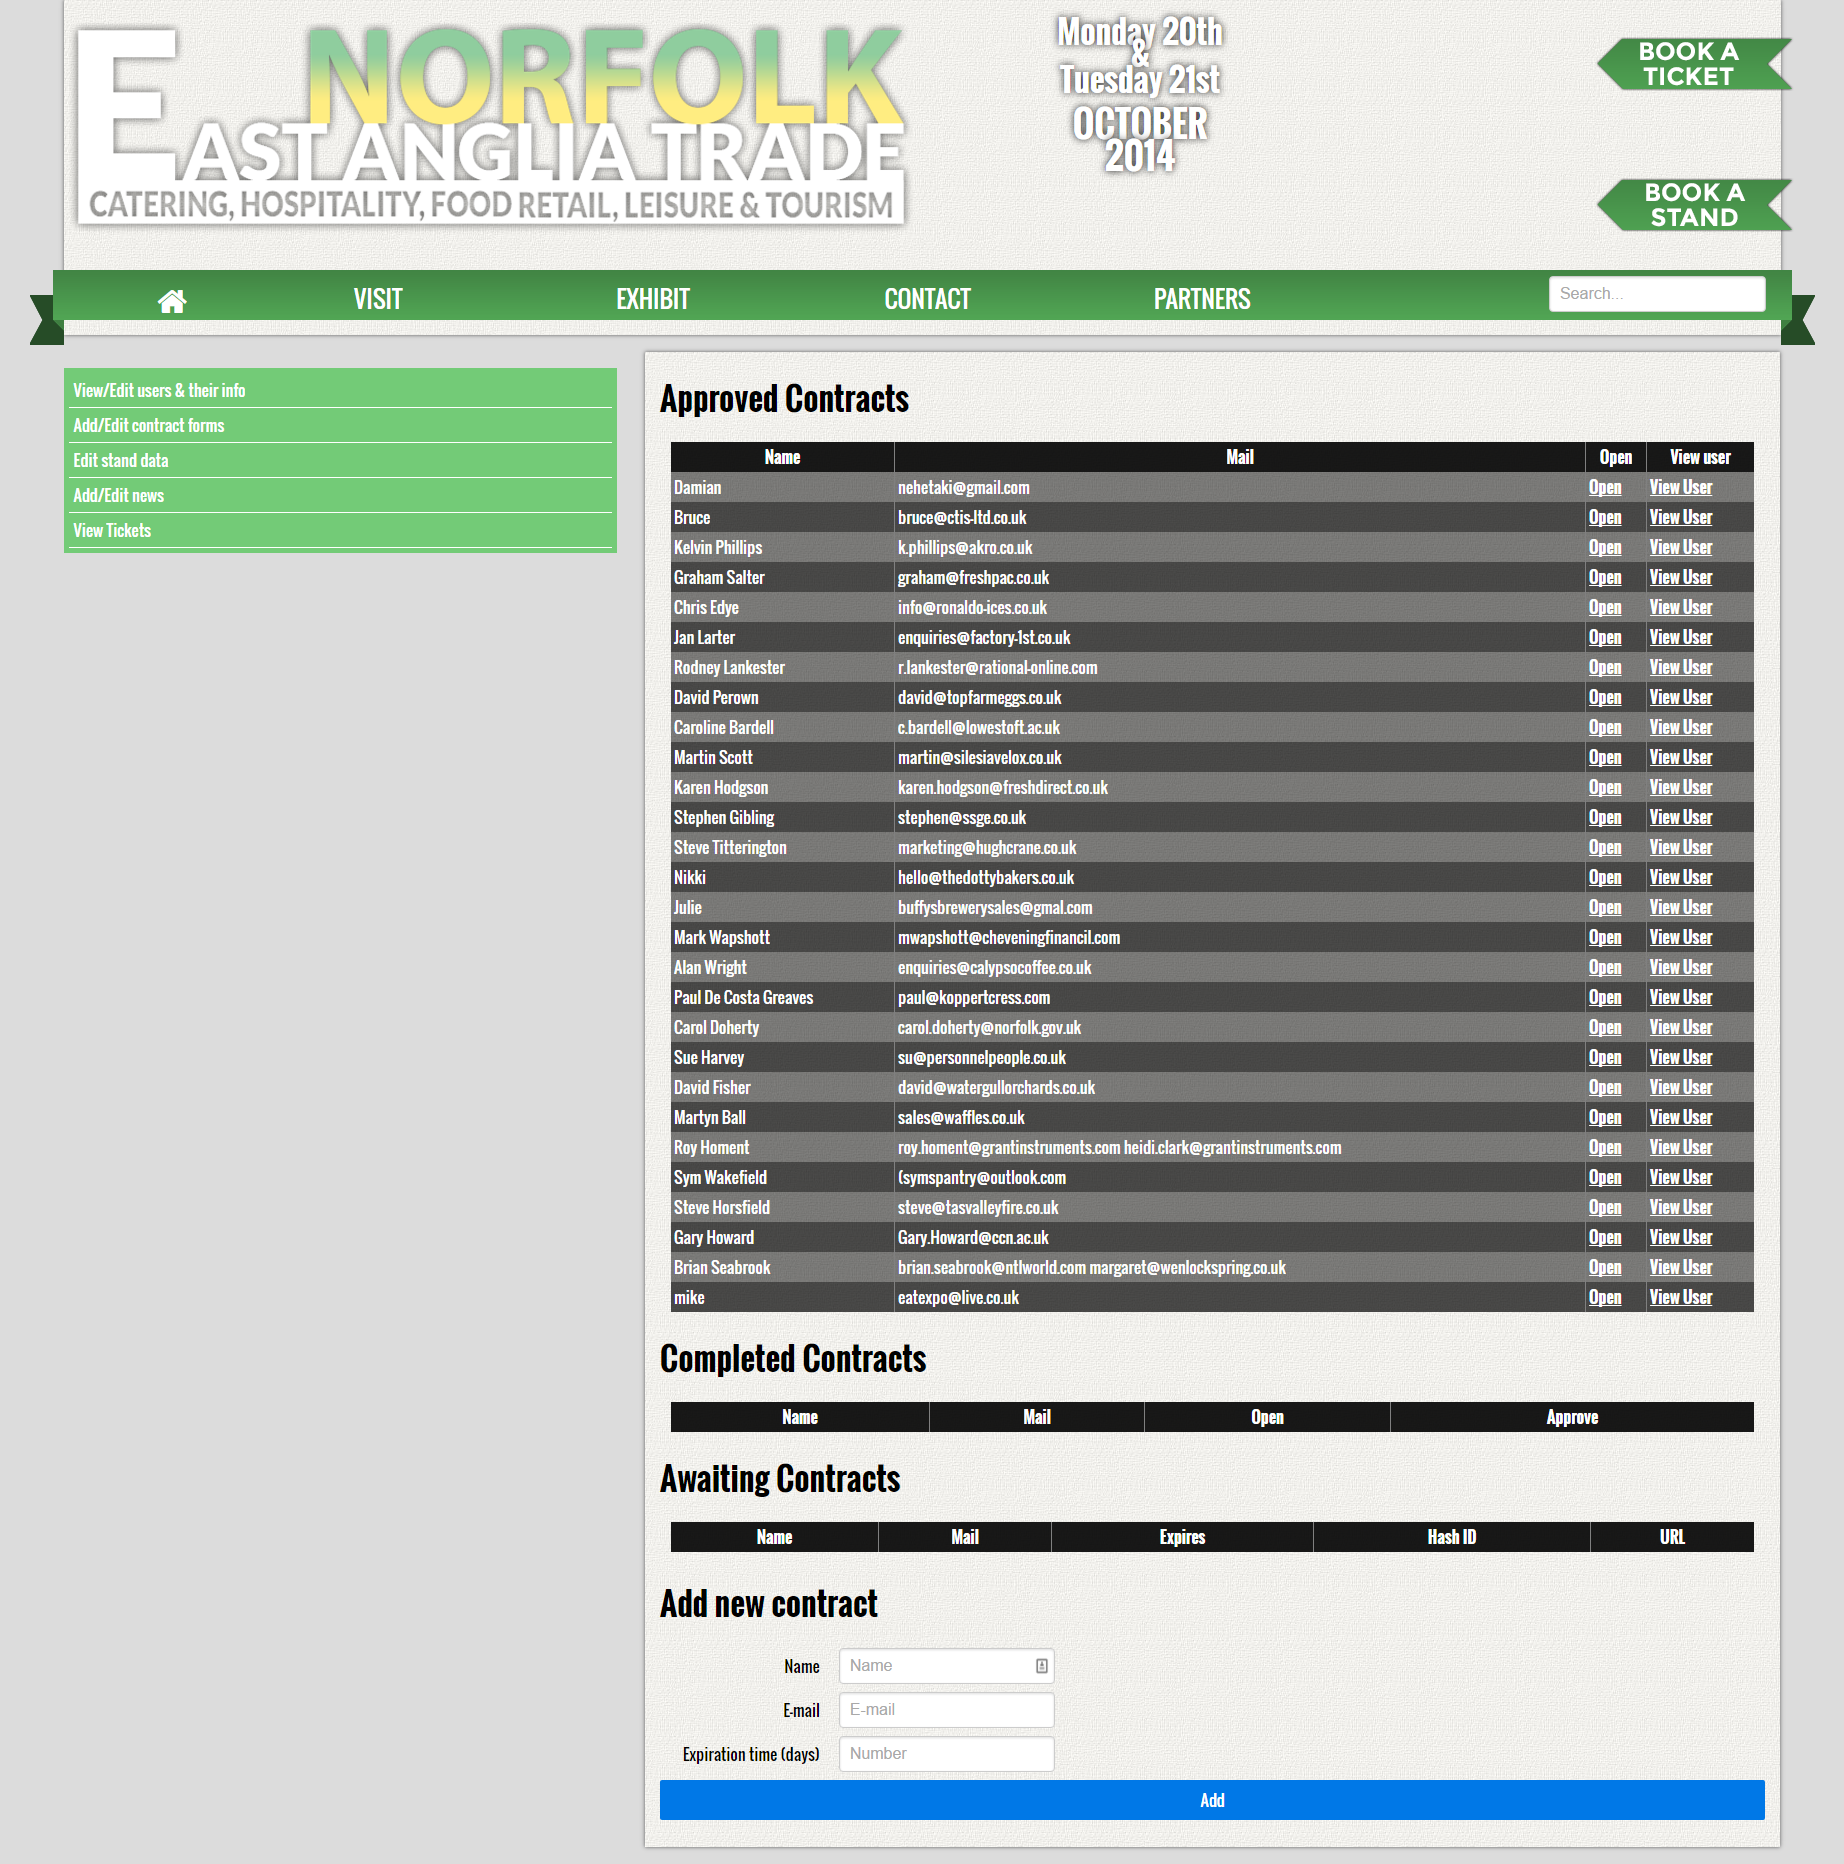 NORFOLK
EAST ANGLIA TRADE
CATERING, HOSPITALITY, FOOD RETAIL, LEISURE & TOURISM
Monday 20th
&
Tuesday 21st
OCTOBER
2014
BOOK A
TICKET
BOOK A
STAND
VISIT EXHIBIT CONTACT PARTNERS Search...
View/Edit users & their info
Add/Edit contract forms
Edit stand data
Add/Edit news
View Tickets
Approved Contracts
Name Mail Open View user
Damian nehetaki@gmail.com Open View User
Bruce bruce@ctis-ltd.co.uk Open View User
Kelvin Phillips k.phillips@akro.co.uk Open View User
Graham Salter graham@freshpac.co.uk Open View User
Chris Edye info@ronaldo-ices.co.uk Open View User
Jan Larter enquiries@factory-1st.co.uk Open View User
Rodney Lankester r.lankester@rational-online.com Open View User
David Perown david@topfarmeggs.co.uk Open View User
Caroline Bardell c.bardell@lowestoft.ac.uk Open View User
Martin Scott martin@silesiavelox.co.uk Open View User
Karen Hodgson karen.hodgson@freshdirect.co.uk Open View User
Stephen Gibling stephen@ssge.co.uk Open View User
Steve Titterington marketing@hughcrane.co.uk Open View User
Nikki hello@thedottybakers.co.uk Open View User
Julie buffysbrewerysales@gmal.com Open View User
Mark Wapshott mwapshott@cheveningfinancil.com Open View User
Alan Wright enquiries@calypsocoffee.co.uk Open View User
Paul De Costa Greaves paul@koppertcress.com Open View User
Carol Doherty carol.doherty@norfolk.gov.uk Open View User
Sue Harvey su@personnelpeople.co.uk Open View User
David Fisher david@watergullorchards.co.uk Open View User
Martyn Ball sales@waffles.co.uk Open View User
Roy Homent roy.homent@grantinstruments.com heidi.clark@grantinstruments.com Open View User
Sym Wakefield (symspantry@outlook.com Open View User
Steve Horsfield steve@tasvalleyfire.co.uk Open View User
Gary Howard Gary.Howard@ccn.ac.uk Open View User
Brian Seabrook brian.seabrook@ntlworld.com margaret@wenlockspring.co.uk Open View User
mike eatexpo@live.co.uk Open View User
Completed Contracts
Name Mail Open Approve
Awaiting Contracts
Name Mail Expires Hash ID URL
Add new contract
Name Name
E-mail E-mail
Expiration time (days) Number
Add